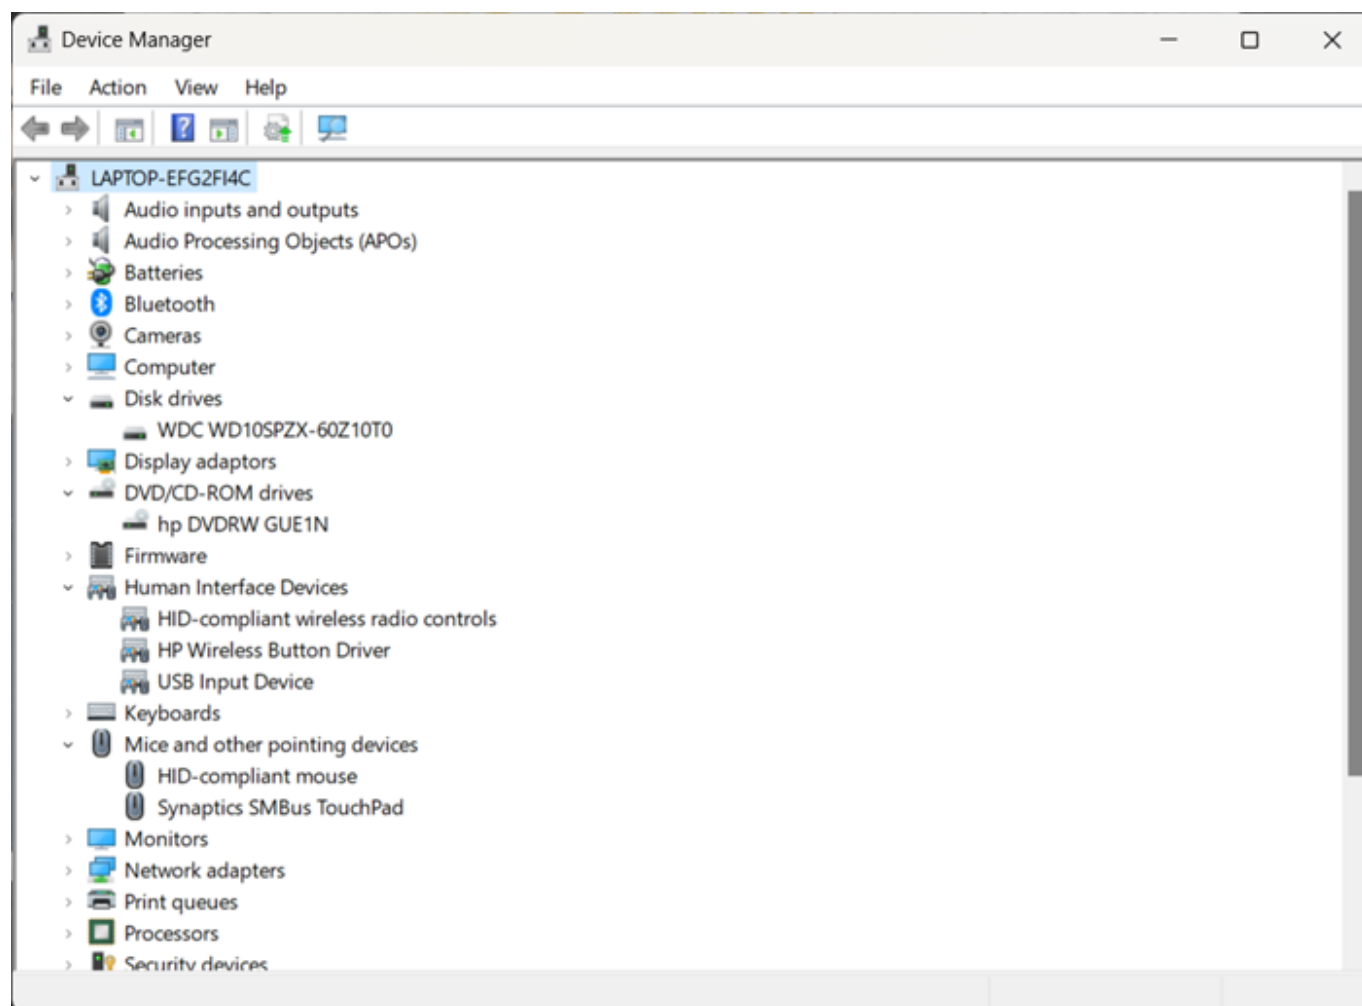 Device Manager
File Action View Help
LAPTOP-EFG2FI4C
Audio inputs and outputs
Audio Processing Objects (APOs)
Batteries
Bluetooth
Cameras
Computer
Disk drives
WDC WD10SPZX-60Z10T0
Display adaptors
DVD/CD-ROM drives
hp DVDRW GUE1N
Firmware
Human Interface Devices
HID-compliant wireless radio controls
HP Wireless Button Driver
USB Input Device
Keyboards
Mice and other pointing devices
HID-compliant mouse
Synaptics SMBus TouchPad
Monitors
Network adapters
Print queues
Processors
Security devices